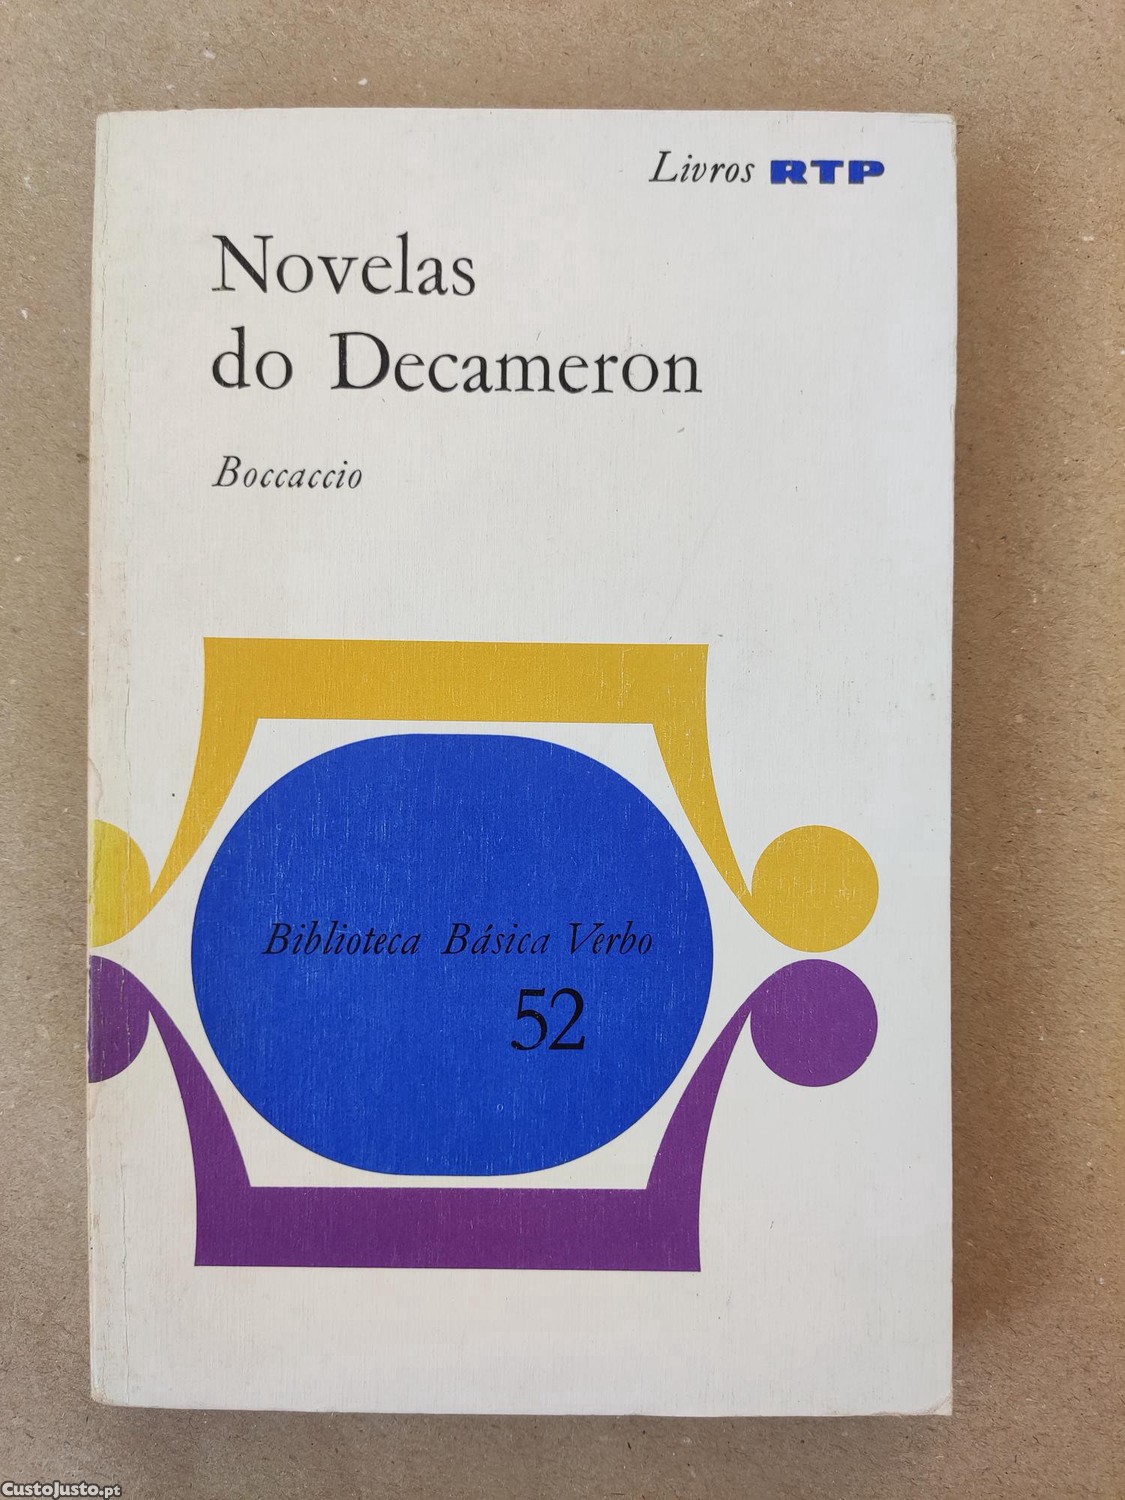 Livros RTP
Novelas
do Decameron
Boccaccio
Biblioteca Básica Verbo
52
CustoJusto.pt